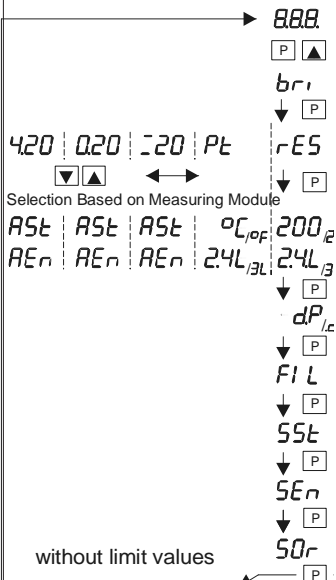 8.8.8.
P ▲
bri
P
4.20 0.20 -20 Pt rES
▼ ▲ P
Selection Based on Measuring Module
ASt ASt ASt °C/°F 200
AEn AEn AEn 2.4L/3L 2.4L/3
P
d.P
P
FIL
P
SSt
P
SEn
P
without limit values SOr
P